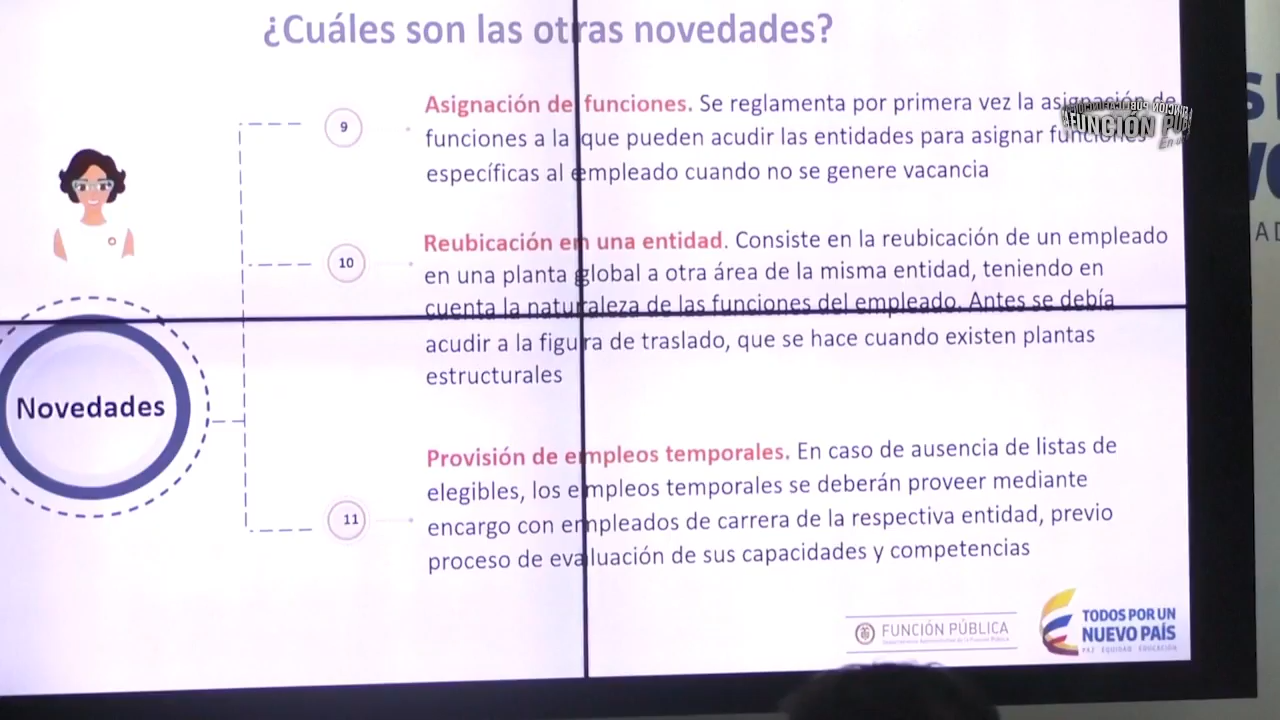 ¿Cuáles son las otras novedades?
9
Asignación de funciones. Se reglamenta por primera vez la asignación de
funciones a la que pueden acudir las entidades para asignar funciones
específicas al empleado cuando no se genere vacancia
10
Reubicación en una entidad. Consiste en la reubicación de un empleado
en una planta global a otra área de la misma entidad, teniendo en
cuenta la naturaleza de las funciones del empleado. Antes se debía
acudir a la figura de traslado, que se hace cuando existen plantas
estructurales
Novedades
11
Provisión de empleos temporales. En caso de ausencia de listas de
elegibles, los empleos temporales se deberán proveer mediante
encargo con empleados de carrera de la respectiva entidad, previo
proceso de evaluación de sus capacidades y competencias
FUNCIÓN PÚBLICA
TODOS POR UN
NUEVO PAÍS
PAZ EQUIDAD EDUCACIÓN
FUNCIÓN PÚB